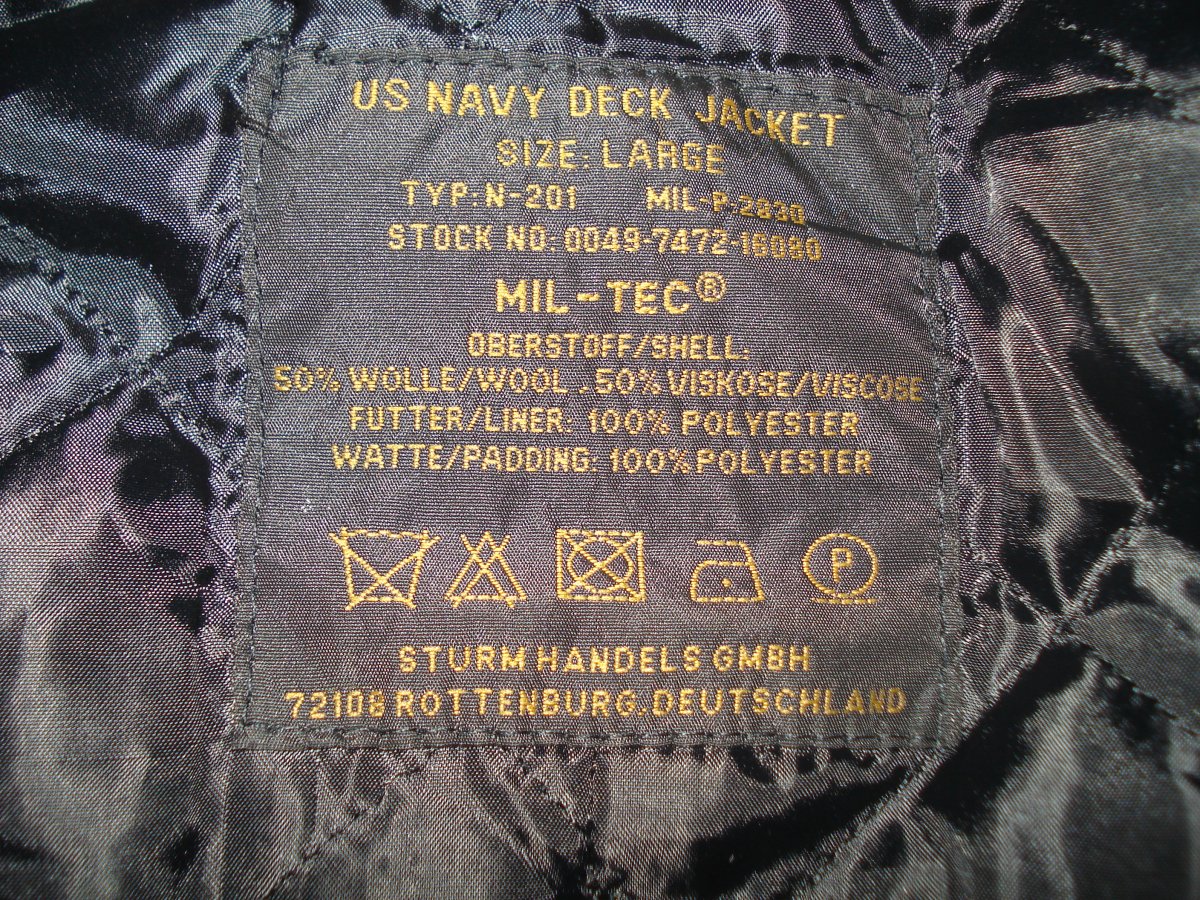 US NAVY DECK JACKET
SIZE: LARGE
TYP: N-201 MIL-P:2830
STOCK NO: 0049-7472-16080
MIL-TEC®
OBERSTOFF/SHELL:
50% WOLLE/WOOL . 50% VISKOSE/VISCOSE
FUTTER/LINER: 100% POLYESTER
WATTE/PADDING: 100% POLYESTER
P
STURM HANDELS GMBH
72108 ROTTENBURG. DEUTSCHLAND